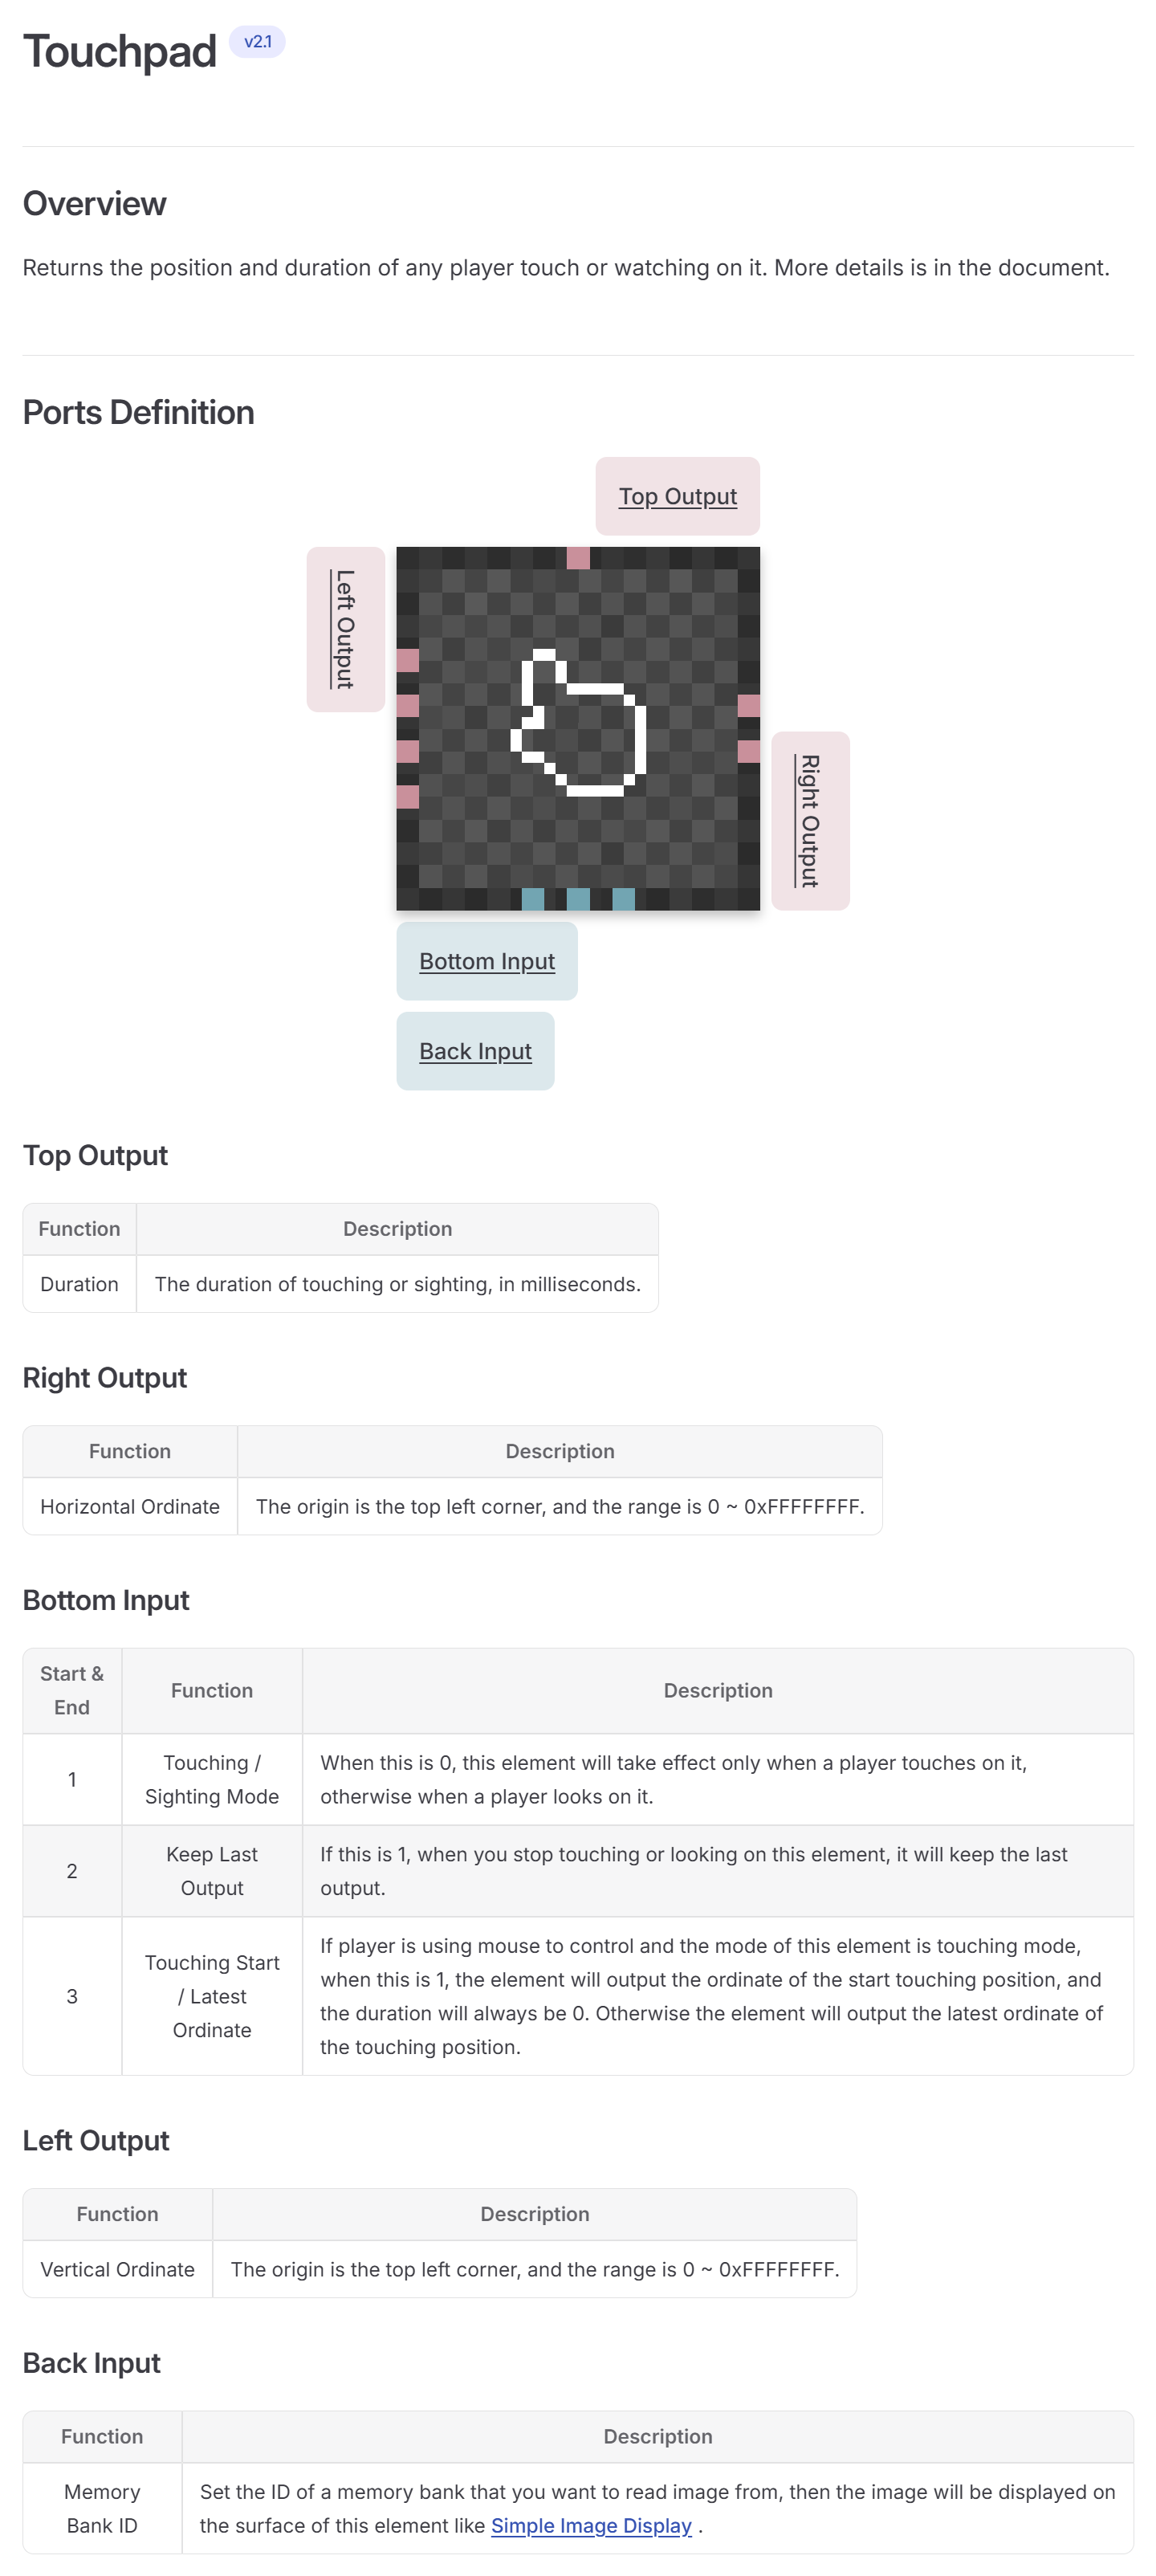 Touchpad v2.1
Overview
Returns the position and duration of any player touch or watching on it. More details is in the document.
Ports Definition
Top Output
Left Output
Right Output
Bottom Input
Back Input
Top Output
Function Description
Duration The duration of touching or sighting, in milliseconds.
Right Output
Function Description
Horizontal Ordinate The origin is the top left corner, and the range is 0 ~ 0xFFFFFFFF.
Bottom Input
Start &
End
Function
Description
1
Touching /
Sighting Mode
When this is 0, this element will take effect only when a player touches on it,
otherwise when a player looks on it.
2
Keep Last
Output
If this is 1, when you stop touching or looking on this element, it will keep the last
output.
3
Touching Start
/ Latest
Ordinate
If player is using mouse to control and the mode of this element is touching mode,
when this is 1, the element will output the ordinate of the start touching position, and
the duration will always be 0. Otherwise the element will output the latest ordinate of
the touching position.
Left Output
Function Description
Vertical Ordinate The origin is the top left corner, and the range is 0 ~ 0xFFFFFFFF.
Back Input
Function Description
Memory
Bank ID
Set the ID of a memory bank that you want to read image from, then the image will be displayed on
the surface of this element like Simple Image Display .